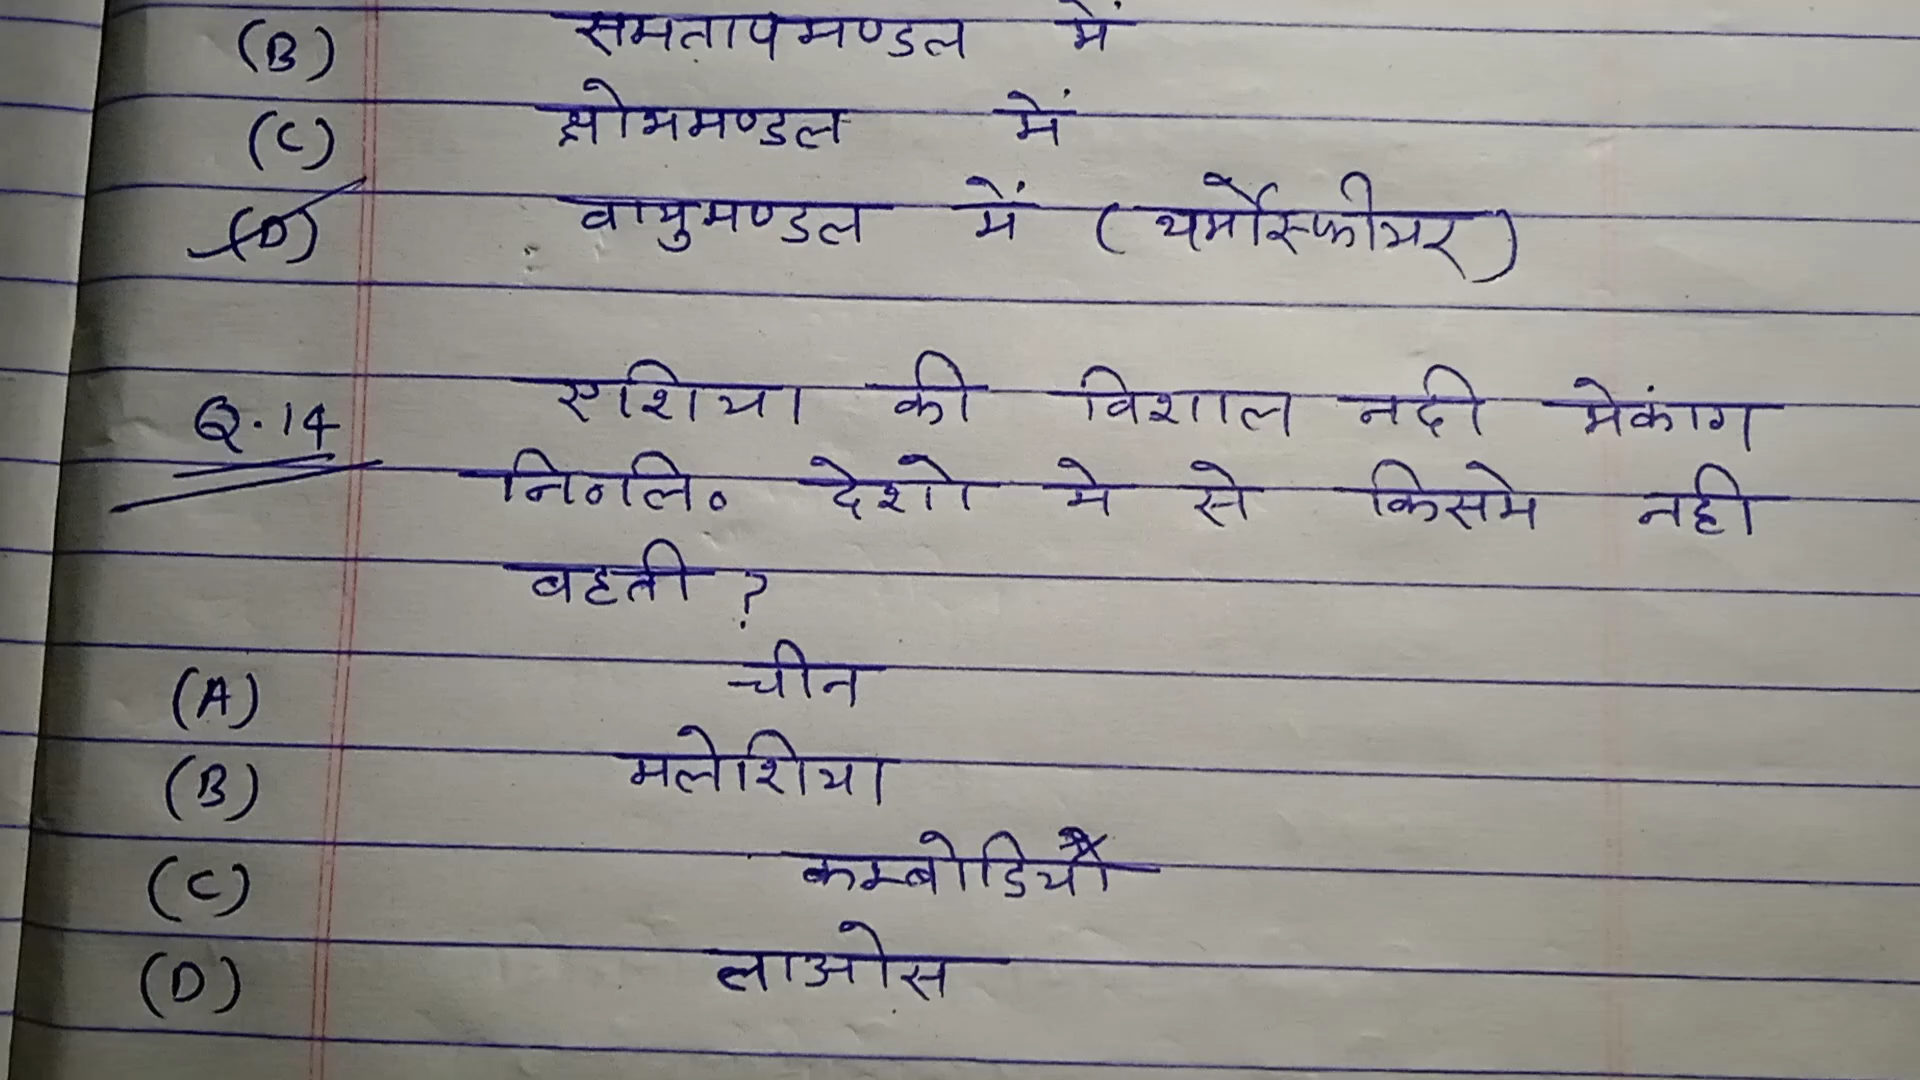 (B) समतापमण्डल में
(C) क्षोभमण्डल में
(D) वायुमण्डल में (थर्मोस्फीयर)
Q.14 एशिया की विशाल नदी मेकांग
नि०लि० देशो मे से किसमे नही
बहती ?
(A) चीन
(B) मलेशिया
(C) कम्बोडिया
(D) लाओस